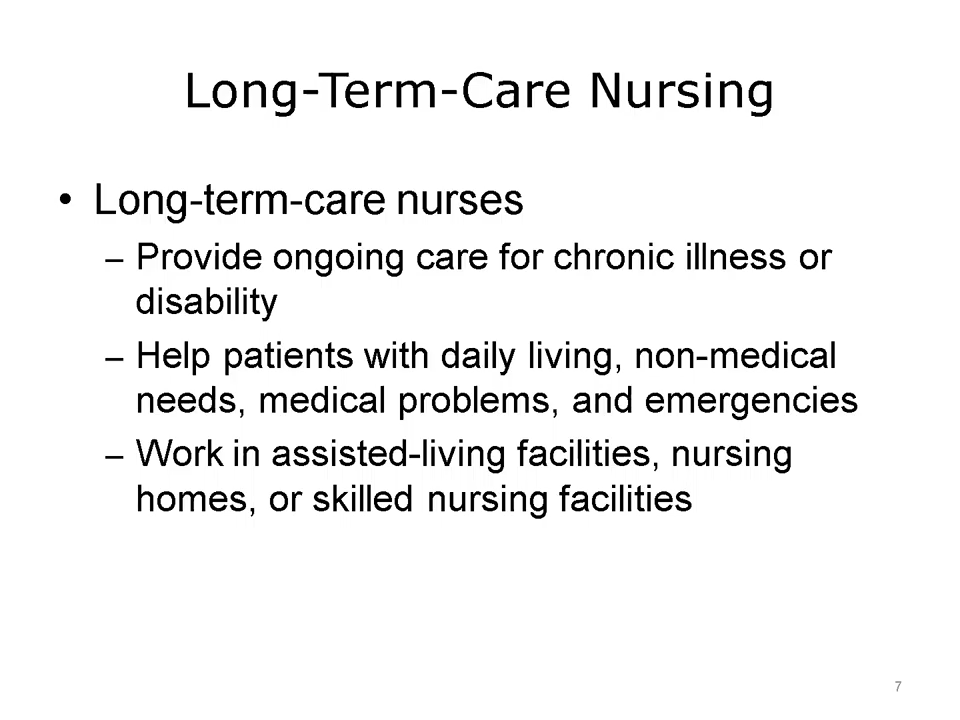 Long-Term-Care Nursing
• Long-term-care nurses
– Provide ongoing care for chronic illness or
disability
– Help patients with daily living, non-medical
needs, medical problems, and emergencies
– Work in assisted-living facilities, nursing
homes, or skilled nursing facilities
7